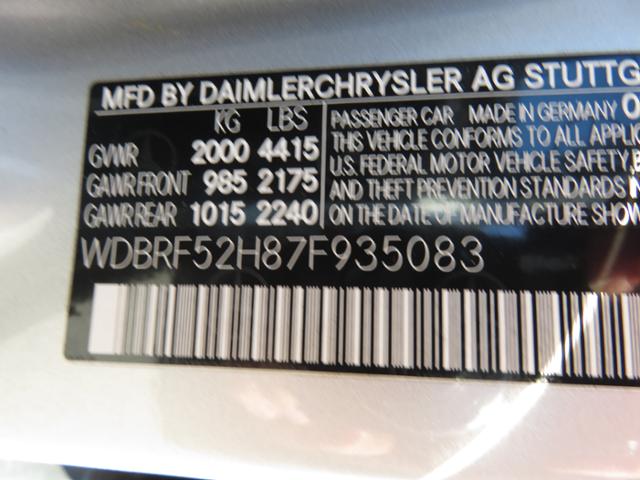 MFD BY DAIMLERCHRYSLER AG STUTTG
KG LBS
GVWR 2000 4415
GAWR FRONT 985 2175
GAWR REAR 1015 2240
PASSENGER CAR MADE IN GERMANY 0
THIS VEHICLE CONFORMS TO ALL APPLI
U.S. FEDERAL MOTOR VEHICLE SAFETY B
AND THEFT PREVENTION STANDARDS IN
ON THE DATE OF MANUFACTURE SHOW
WDBRF52H87F935083